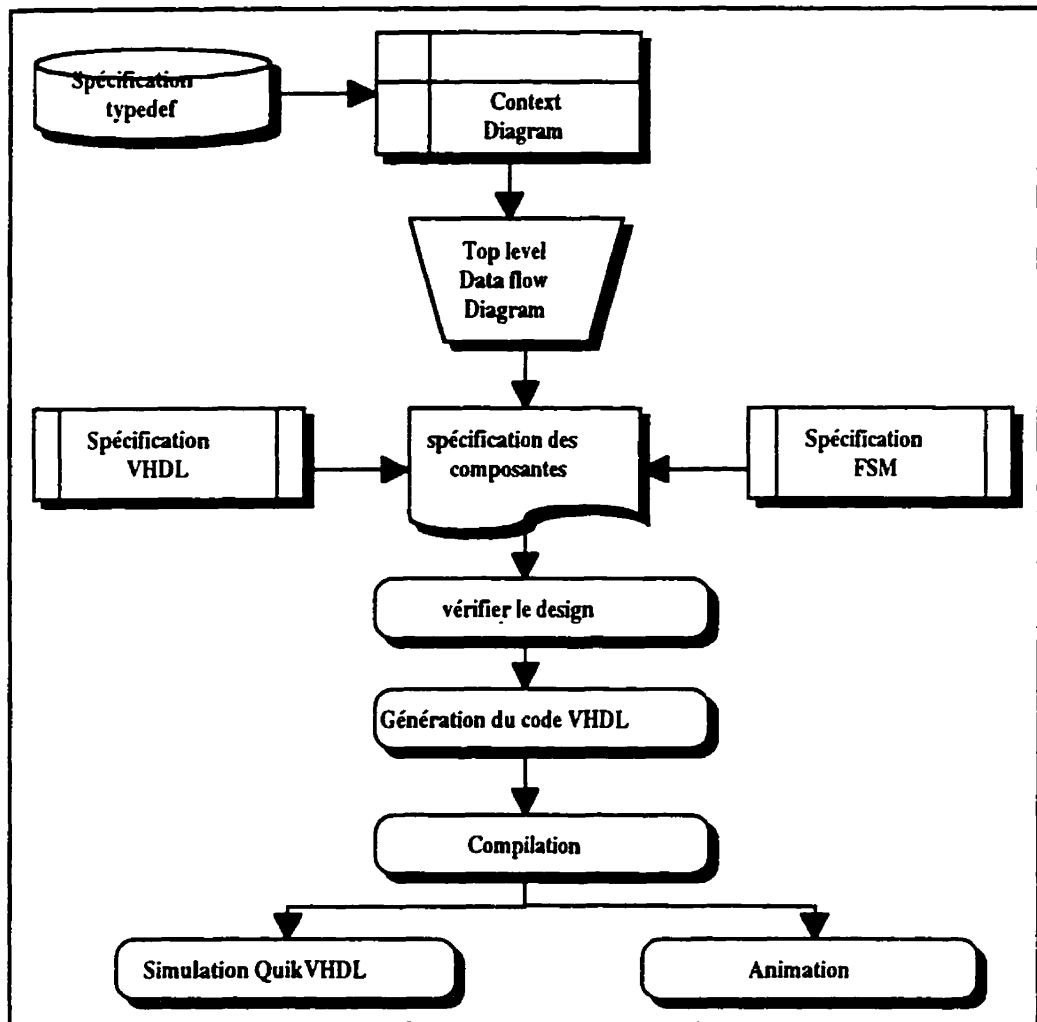 Spécification
typedef
Context
Diagram
Top level
Data flow
Diagram
Spécification
VHDL
spécification des
composantes
Spécification
FSM
vérifier le design
Génération du code VHDL
Compilation
Simulation QuikVHDL
Animation